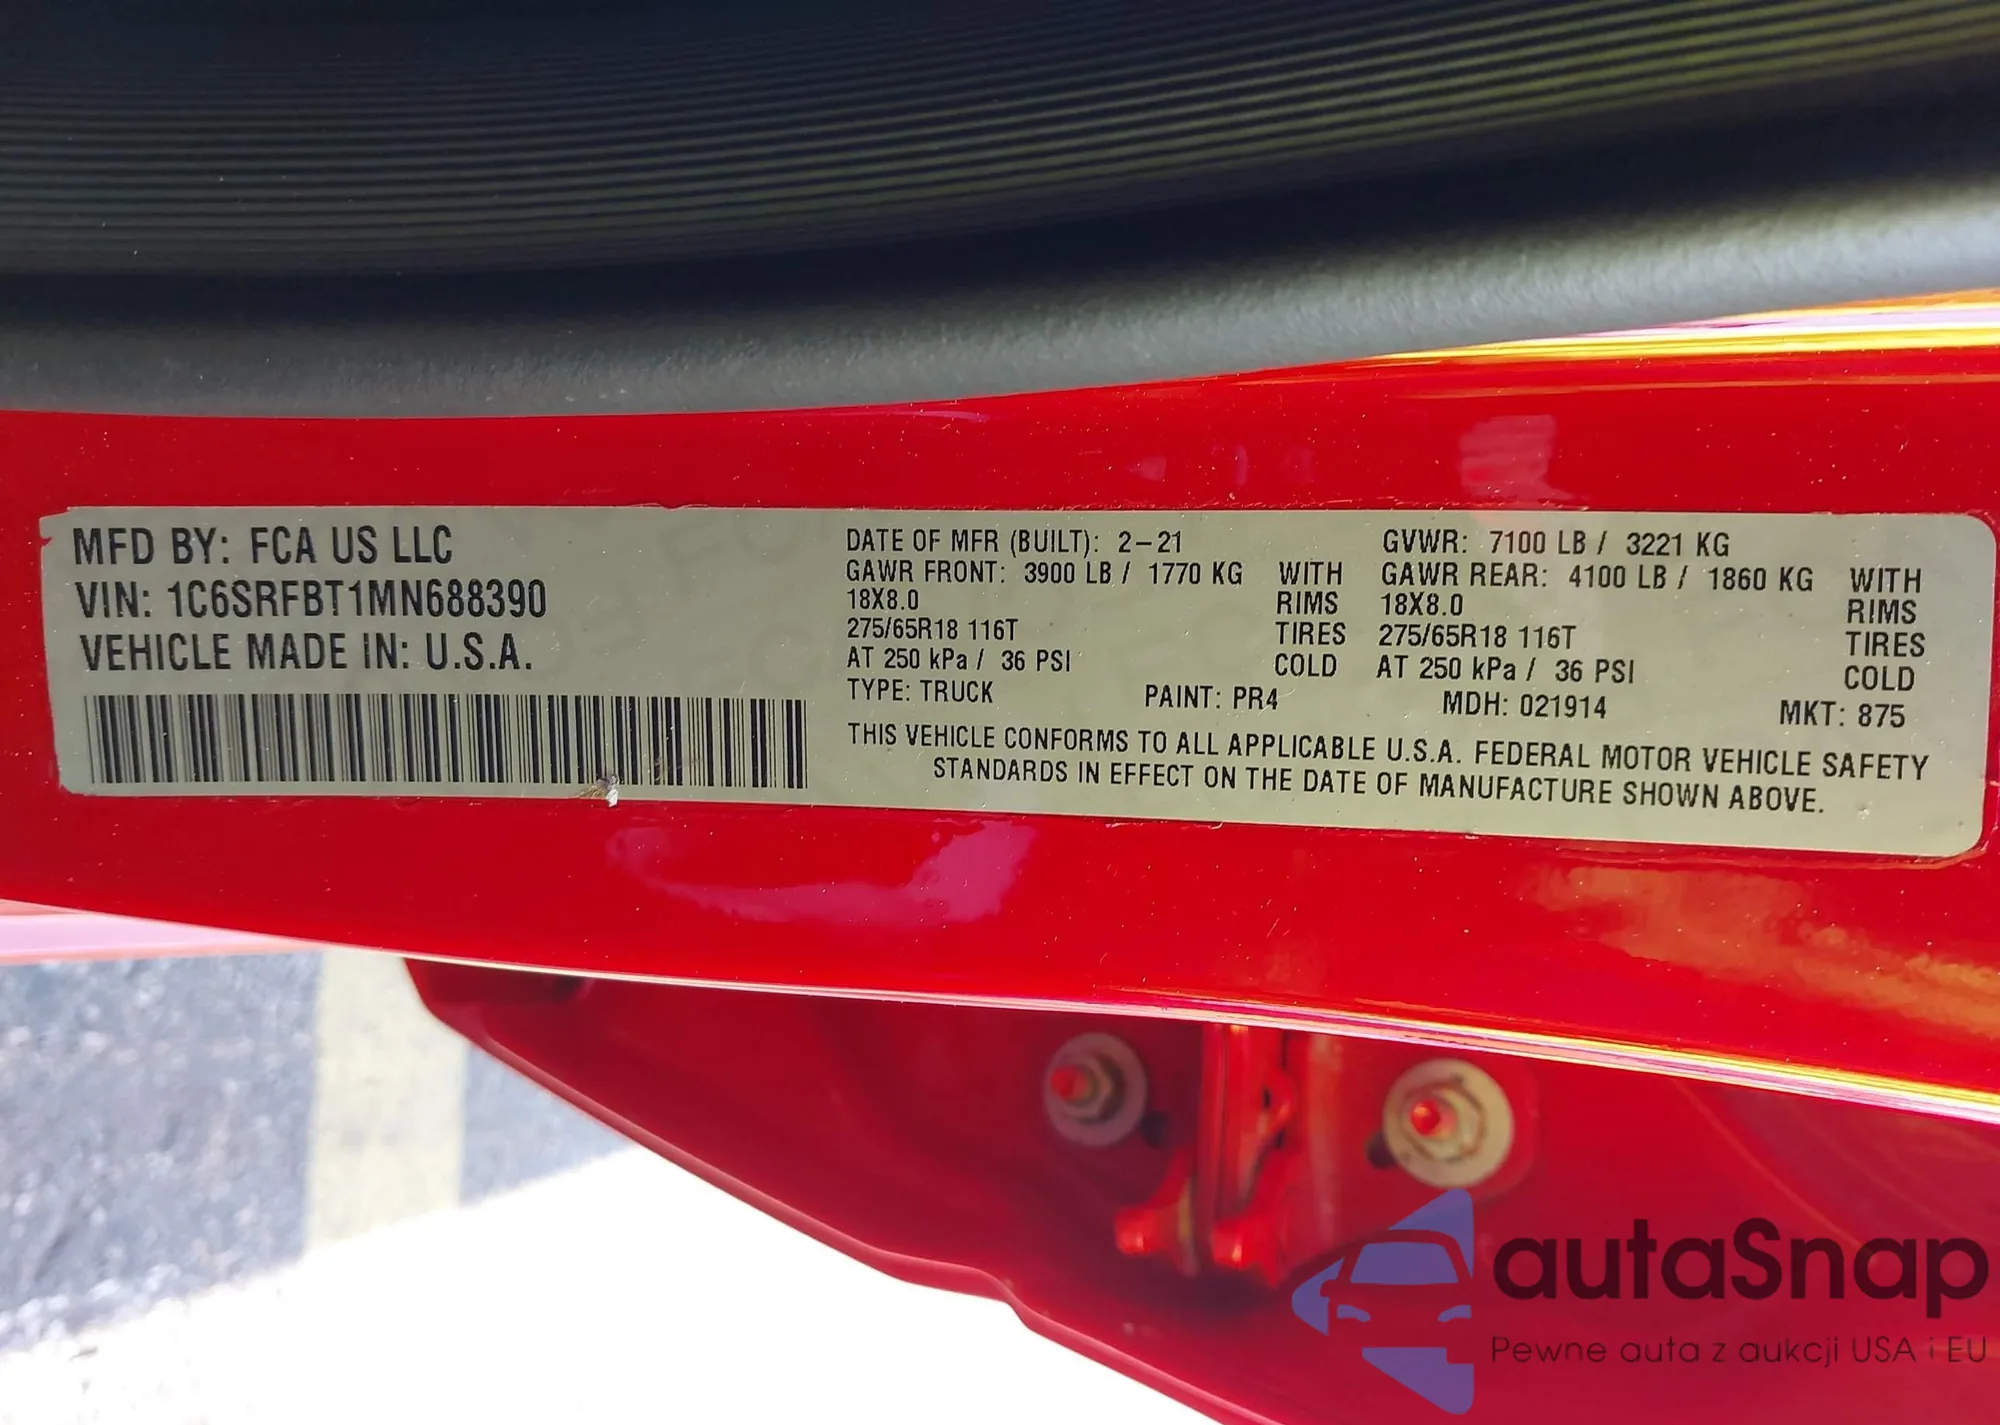 MFD BY: FCA US LLC
VIN: 1C6SRFBT1MN688390
VEHICLE MADE IN: U.S.A.
DATE OF MFR (BUILT): 2-21 GVWR: 7100 LB / 3221 KG
GAWR FRONT: 3900 LB / 1770 KG WITH GAWR REAR: 4100 LB / 1860 KG WITH
18X8.0 RIMS 18X8.0 RIMS
275/65R18 116T TIRES 275/65R18 116T TIRES
AT 250 kPa / 36 PSI COLD AT 250 kPa / 36 PSI COLD
TYPE: TRUCK PAINT: PR4 MDH: 021914 MKT: 875
THIS VEHICLE CONFORMS TO ALL APPLICABLE U.S.A. FEDERAL MOTOR VEHICLE SAFETY
STANDARDS IN EFFECT ON THE DATE OF MANUFACTURE SHOWN ABOVE.
autaSnap
Pewne auta z aukcji USA i EU